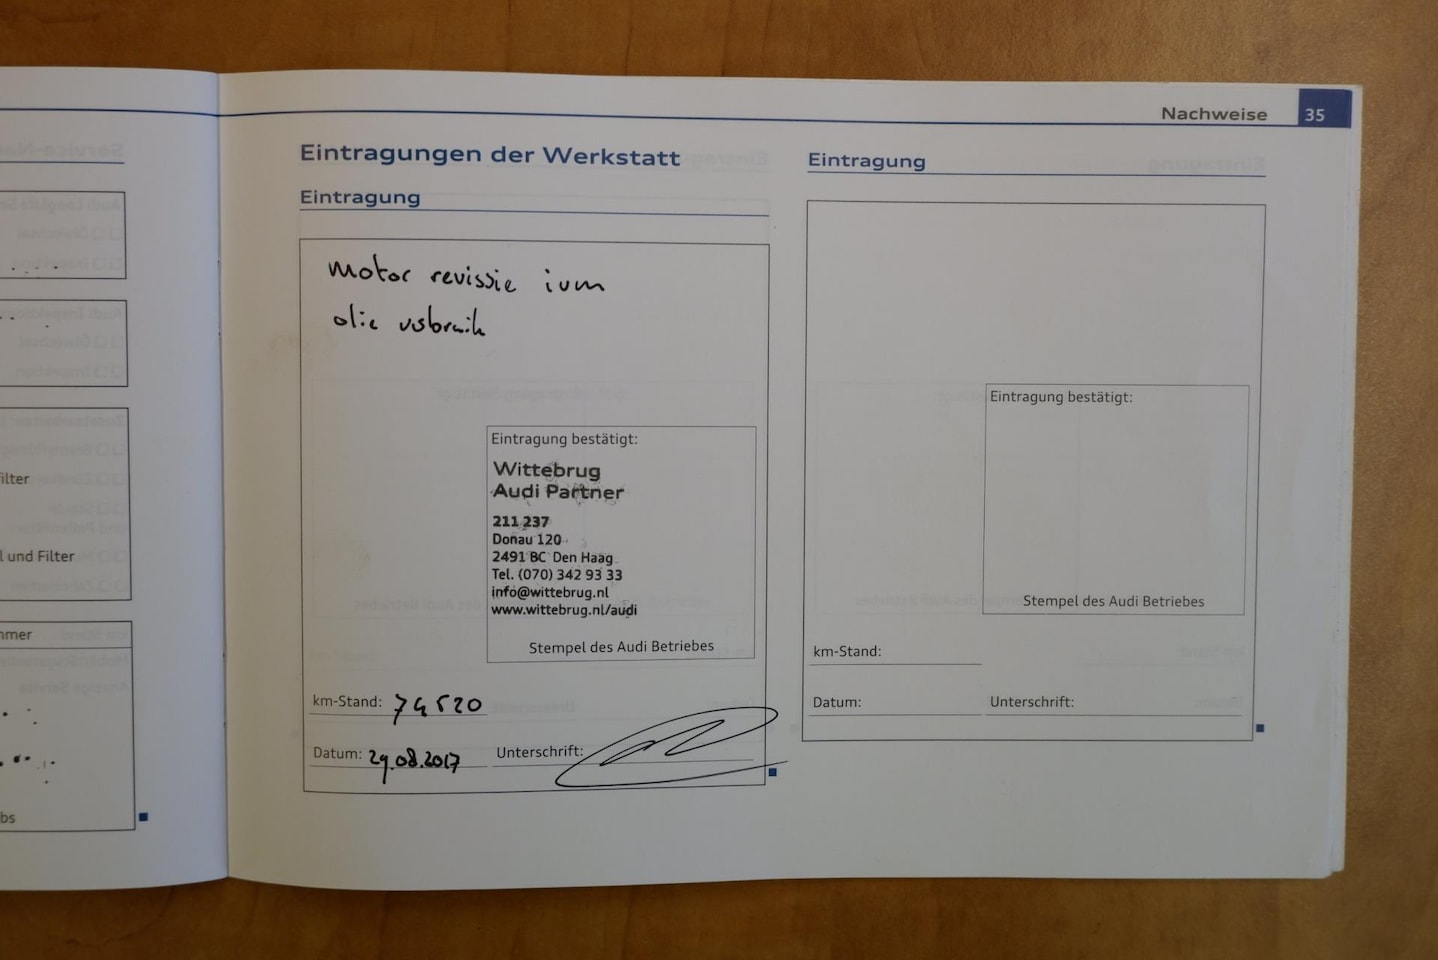 Nachweise 35
Eintragungen der Werkstatt
Eintragung
motor revissie ivm
olie
Eintragung bestätigt:
Wittebrug
Audi Partner
211 237
Donau 120
2491 BC Den Haag
Tel. (070) 342 93 33
info@wittebrug.nl
www.wittebrug.nl/audi
Stempel des Audi Betriebes
km-Stand: 74520
Datum: 29.08.2017 Unterschrift:
Eintragung
Eintragung bestätigt:
Stempel des Audi Betriebes
km-Stand:
Datum: Unterschrift:
ilter
l und Filter
mmer
bs